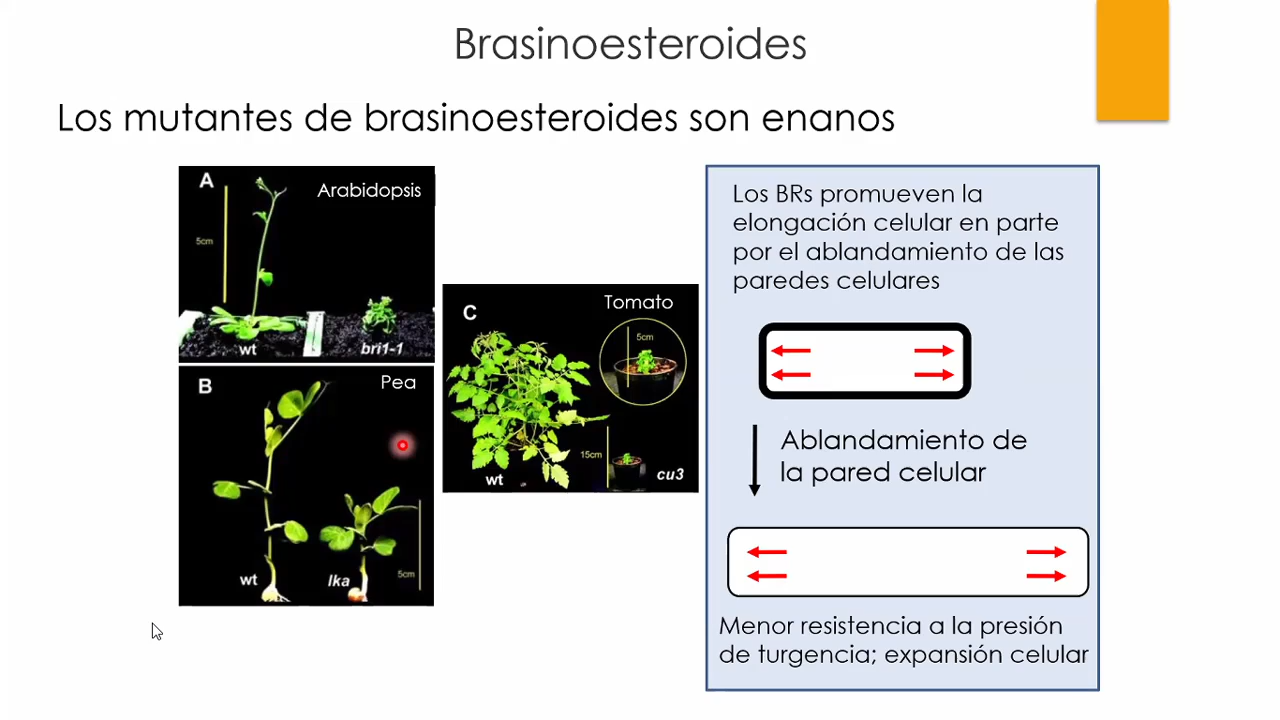 Brasinoesteroides
Los mutantes de brasinoesteroides son enanos
A
Arabidopsis
5cm
wt
bri1-1
B
Pea
wt
lka
5cm
C
Tomato
5cm
15cm
wt
cu3
Los BRs promueven la
elongación celular en parte
por el ablandamiento de las
paredes celulares
Ablandamiento de
la pared celular
Menor resistencia a la presión
de turgencia; expansión celular